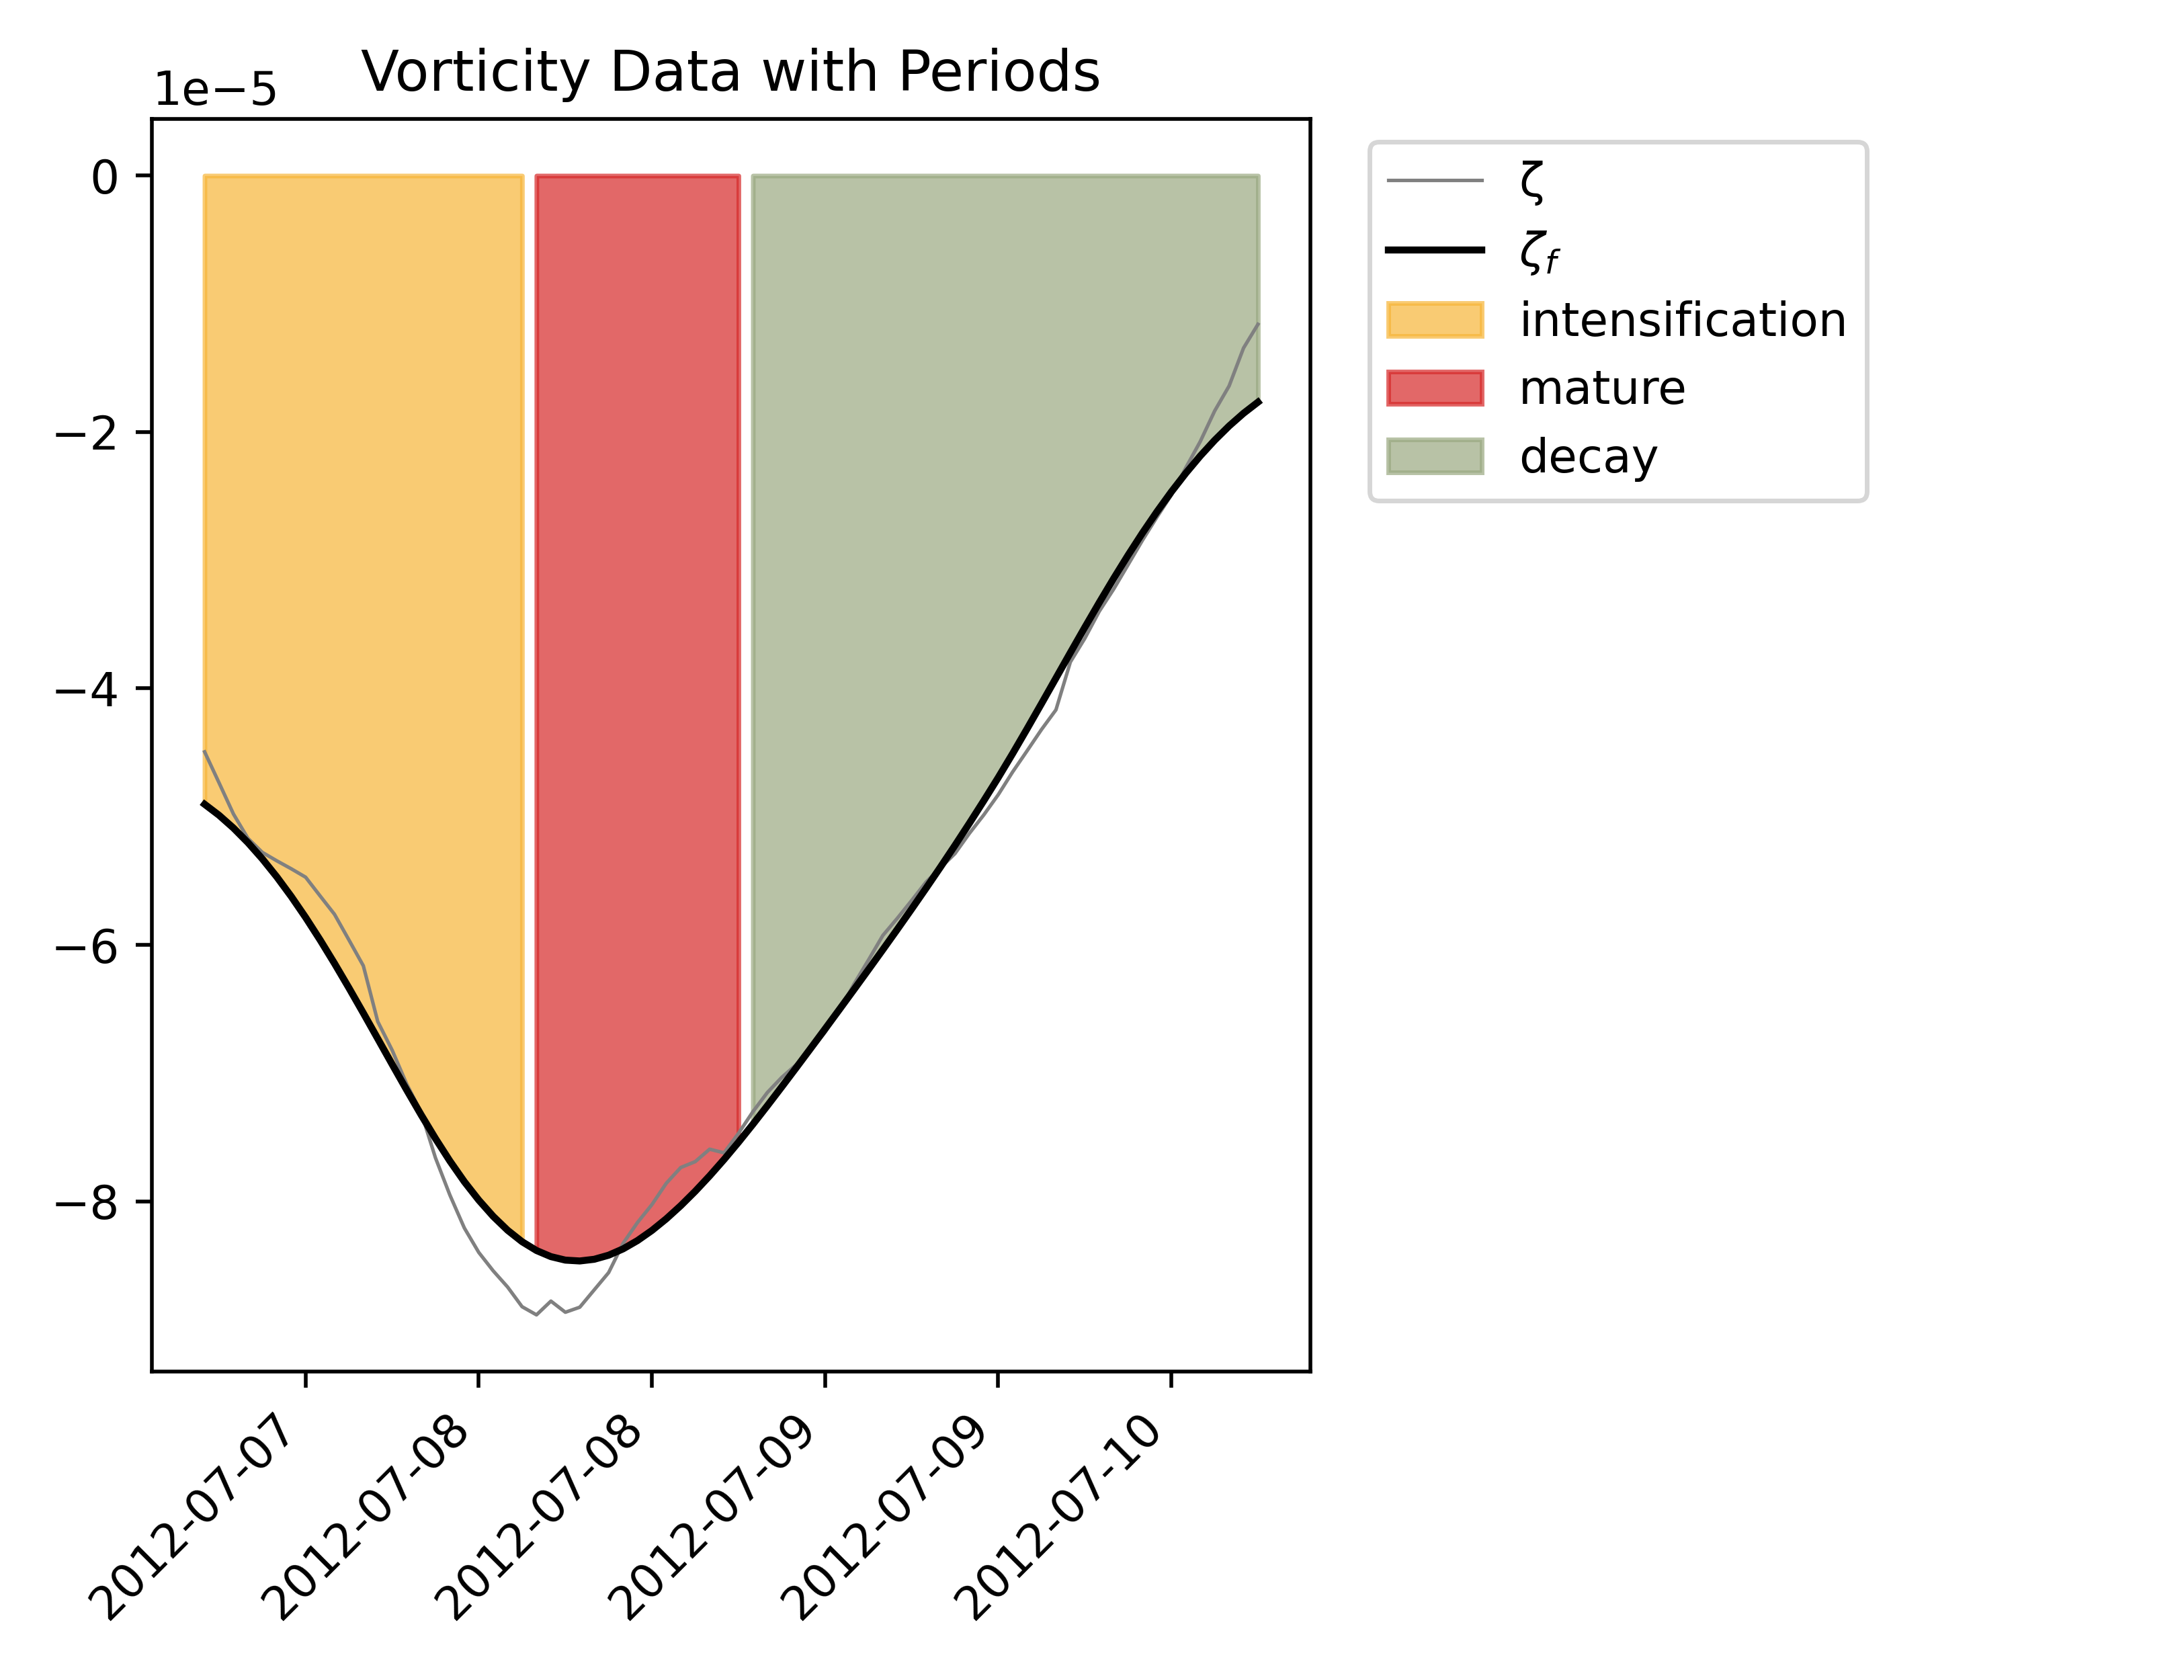 Vorticity Data with Periods
1e−5
0
−2
−4
−6
−8
2012-07-07
2012-07-08
2012-07-08
2012-07-09
2012-07-09
2012-07-10
ζ
ζf
intensification
mature
decay